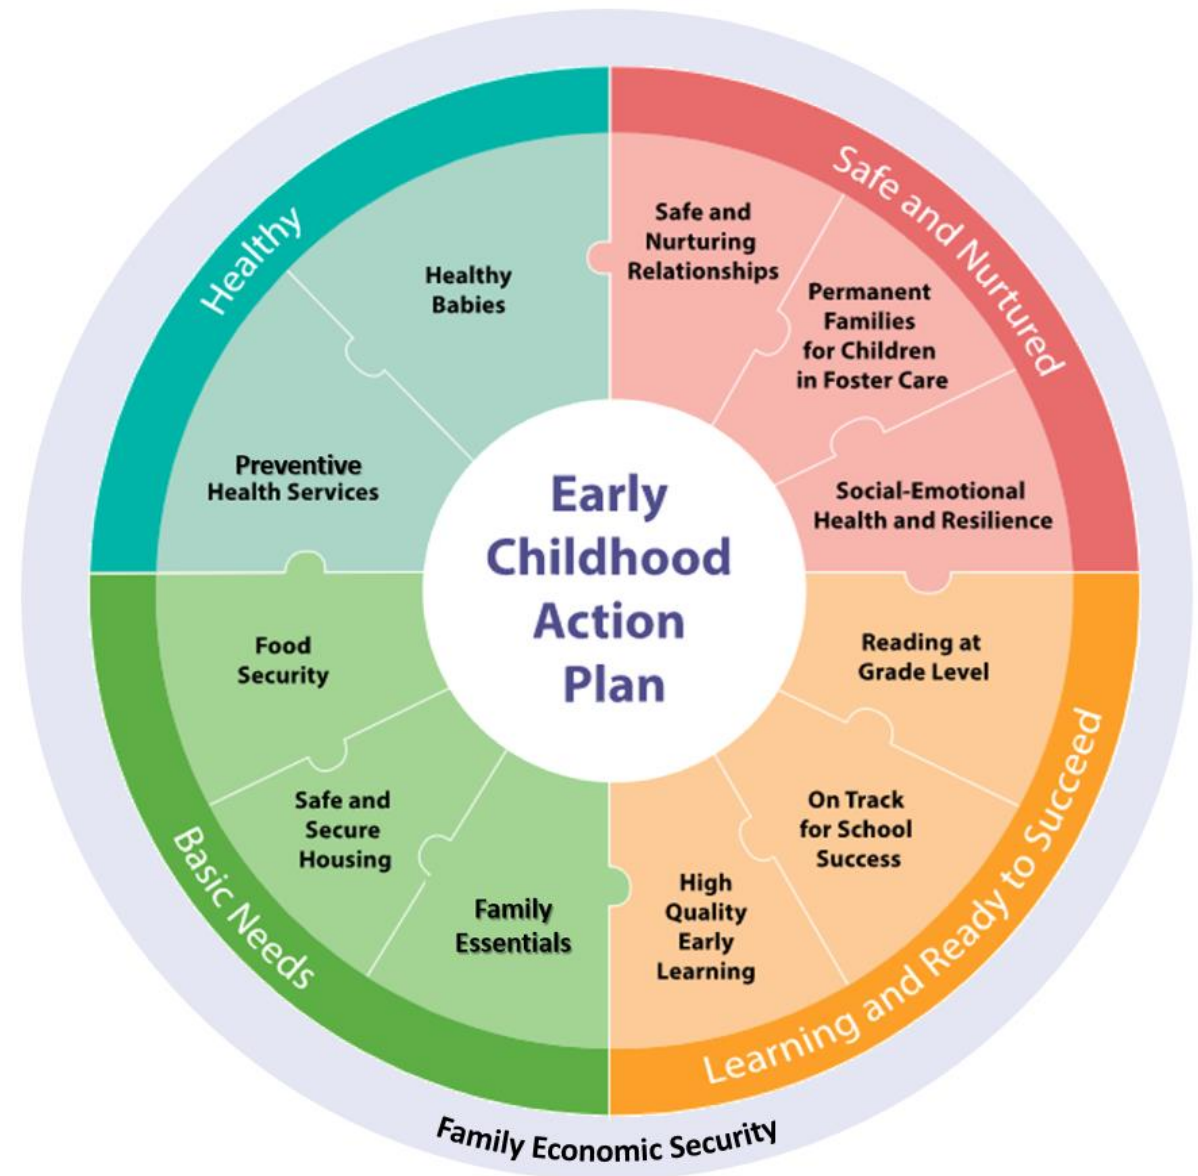 Healthy
Safe and Nurtured
Healthy
Babies
Safe and
Nurturing
Relationships
Permanent
Families
for Children
in Foster Care
Social-Emotional
Health and Resilience
Preventive
Health Services
Early
Childhood
Action
Plan
Food
Security
Safe and
Secure
Housing
Family
Essentials
Basic Needs
Reading at
Grade Level
On Track
for School
Success
High
Quality
Early
Learning
Learning and Ready to Succeed
Family Economic Security